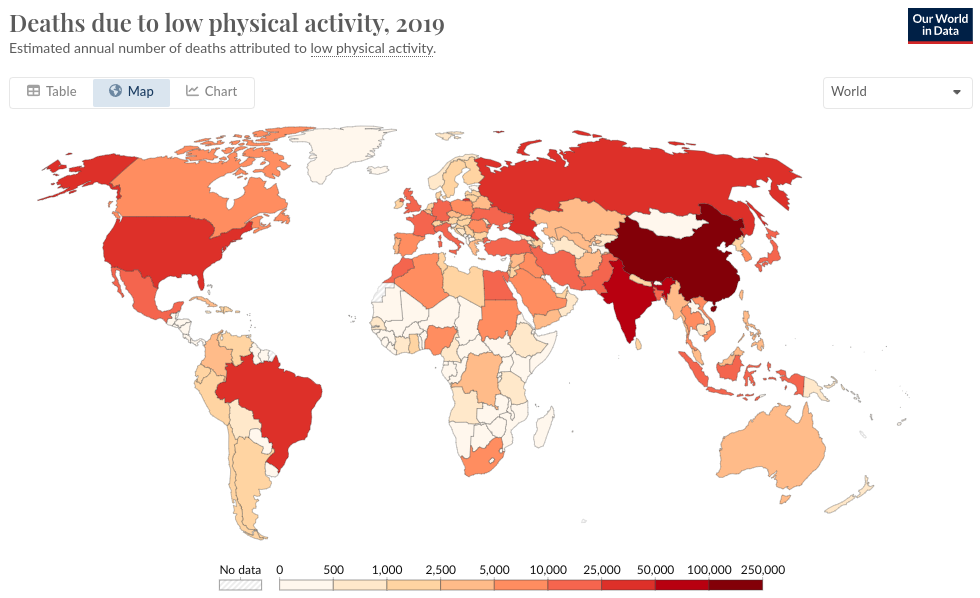 Deaths due to low physical activity, 2019
Estimated annual number of deaths attributed to low physical activity.
Our World
in Data
Table
Map
Chart
World
No data
0
500
1,000
2,500
5,000
10,000
25,000
50,000
100,000
250,000